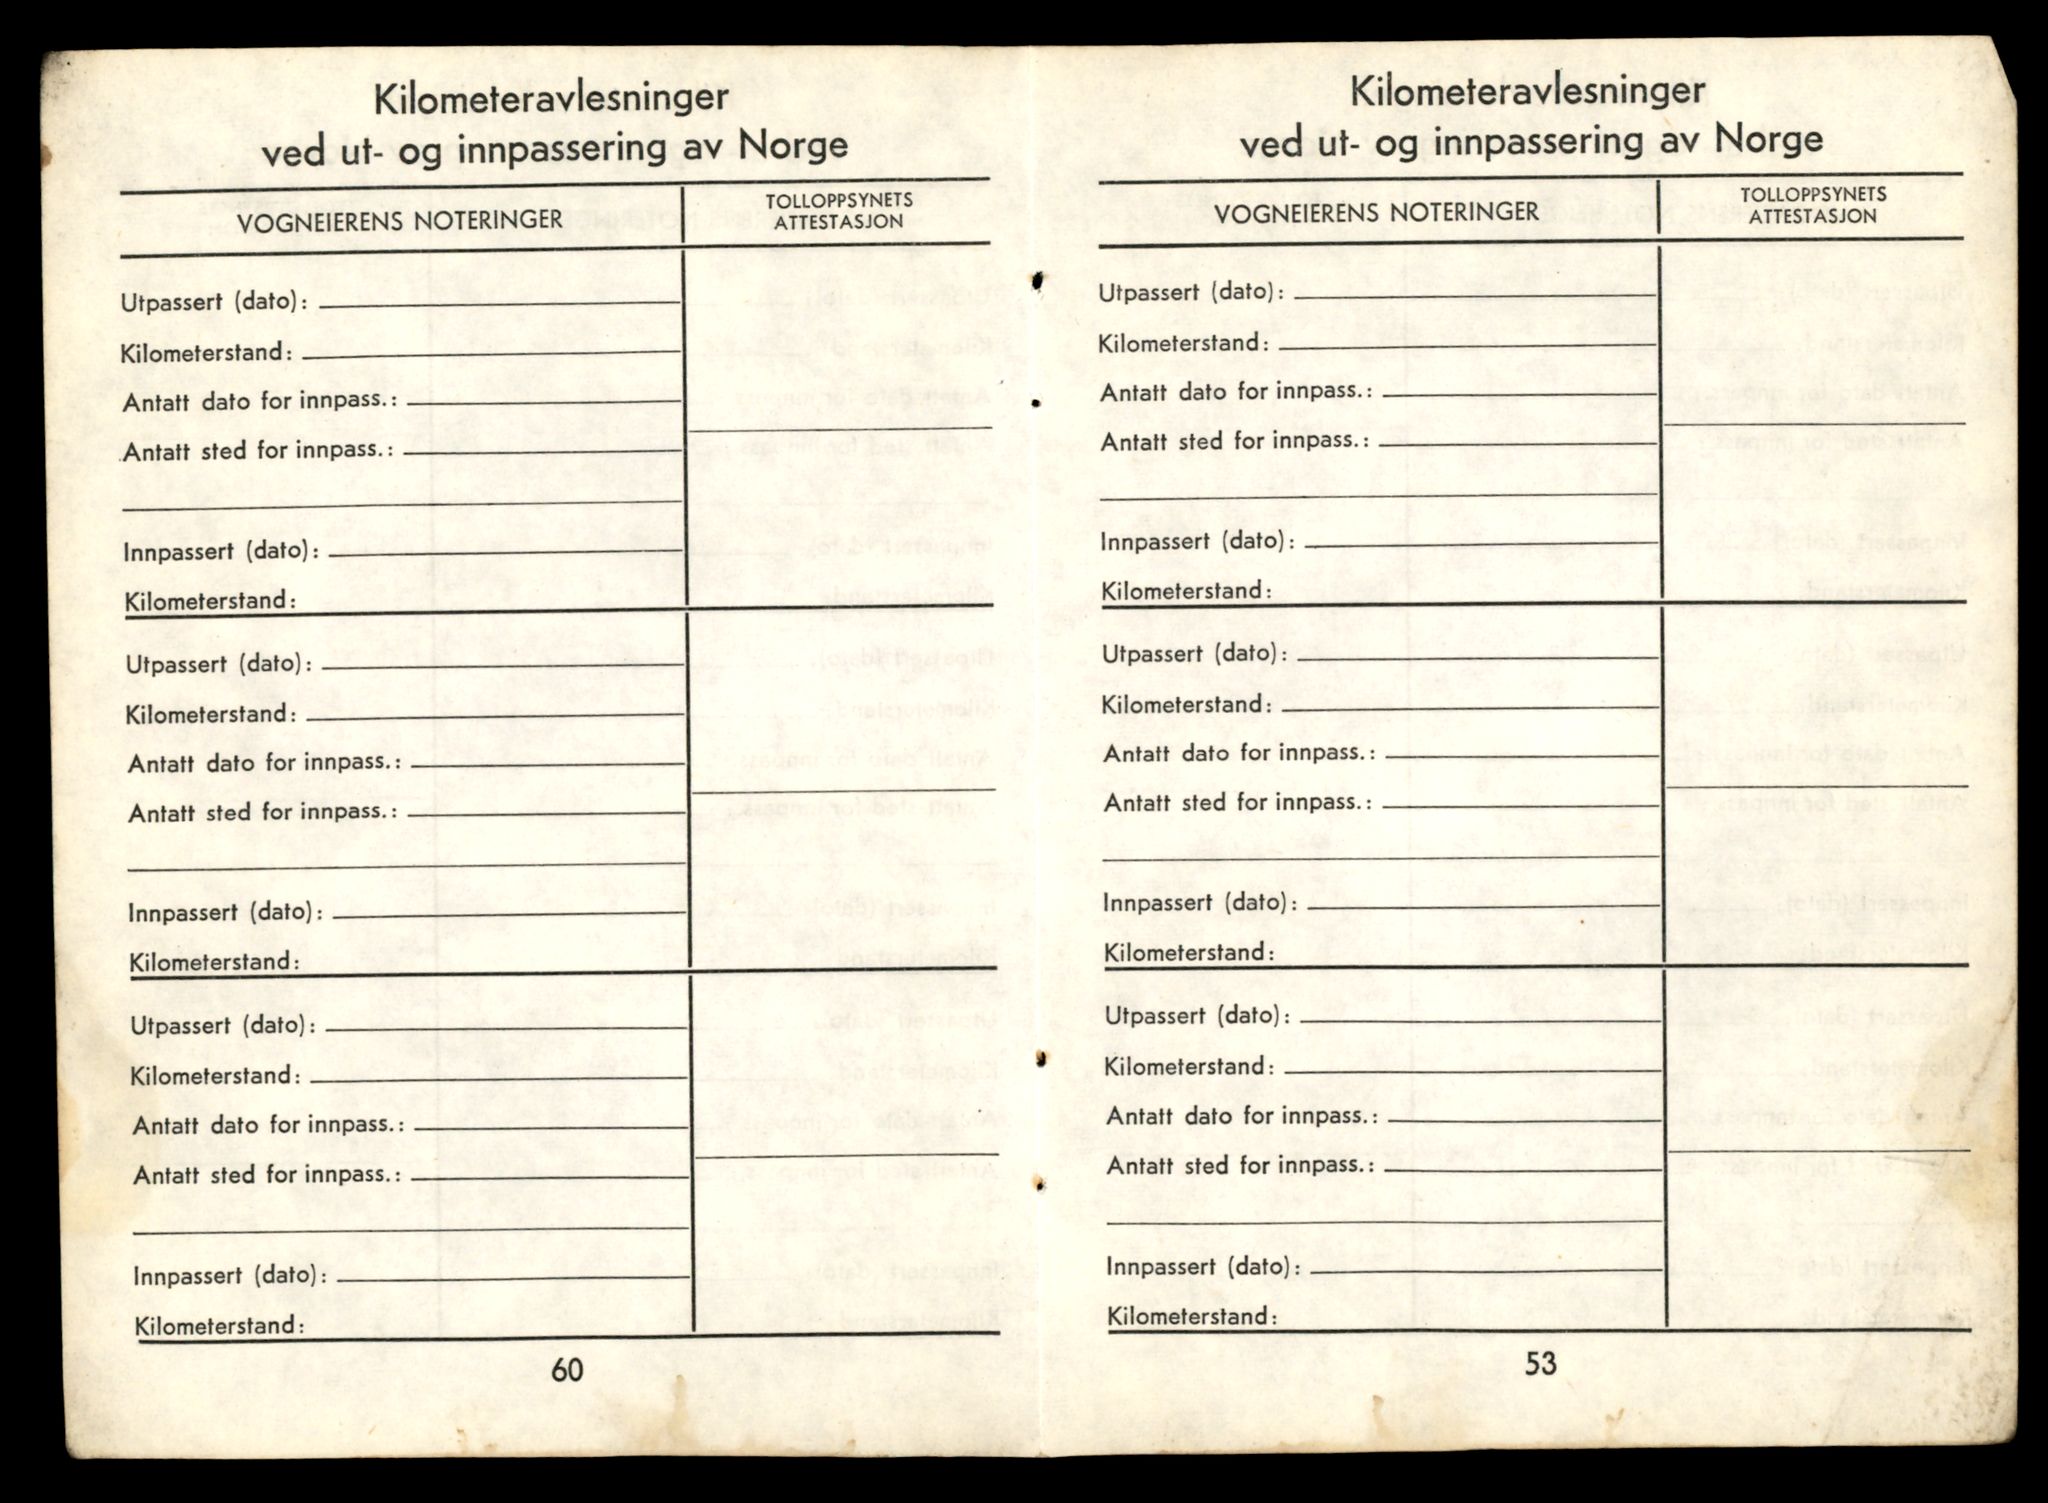 Kilometeravlesninger
ved ut- og innpassering av Norge
VOGNEIERENS NOTERINGER
TOLLOPPSYNETS
ATTESTASJON
Utpassert (dato):
Kilometerstand:
Antatt dato for innpass.:
Antatt sted for innpass.:
Innpassert (dato):
Kilometerstand:
Utpassert (dato):
Kilometerstand:
Antatt dato for innpass.:
Antatt sted for innpass.:
Innpassert (dato):
Kilometerstand:
Utpassert (dato):
Kilometerstand:
Antatt dato for innpass.:
Antatt sted for innpass.:
Innpassert (dato):
Kilometerstand:
60
Kilometeravlesninger
ved ut- og innpassering av Norge
VOGNEIERENS NOTERINGER
TOLLOPPSYNETS
ATTESTASJON
Utpassert (dato):
Kilometerstand:
Antatt dato for innpass.:
Antatt sted for innpass.:
Innpassert (dato):
Kilometerstand:
Utpassert (dato):
Kilometerstand:
Antatt dato for innpass.:
Antatt sted for innpass.:
Innpassert (dato):
Kilometerstand:
Utpassert (dato):
Kilometerstand:
Antatt dato for innpass.:
Antatt sted for innpass.:
Innpassert (dato):
Kilometerstand:
53